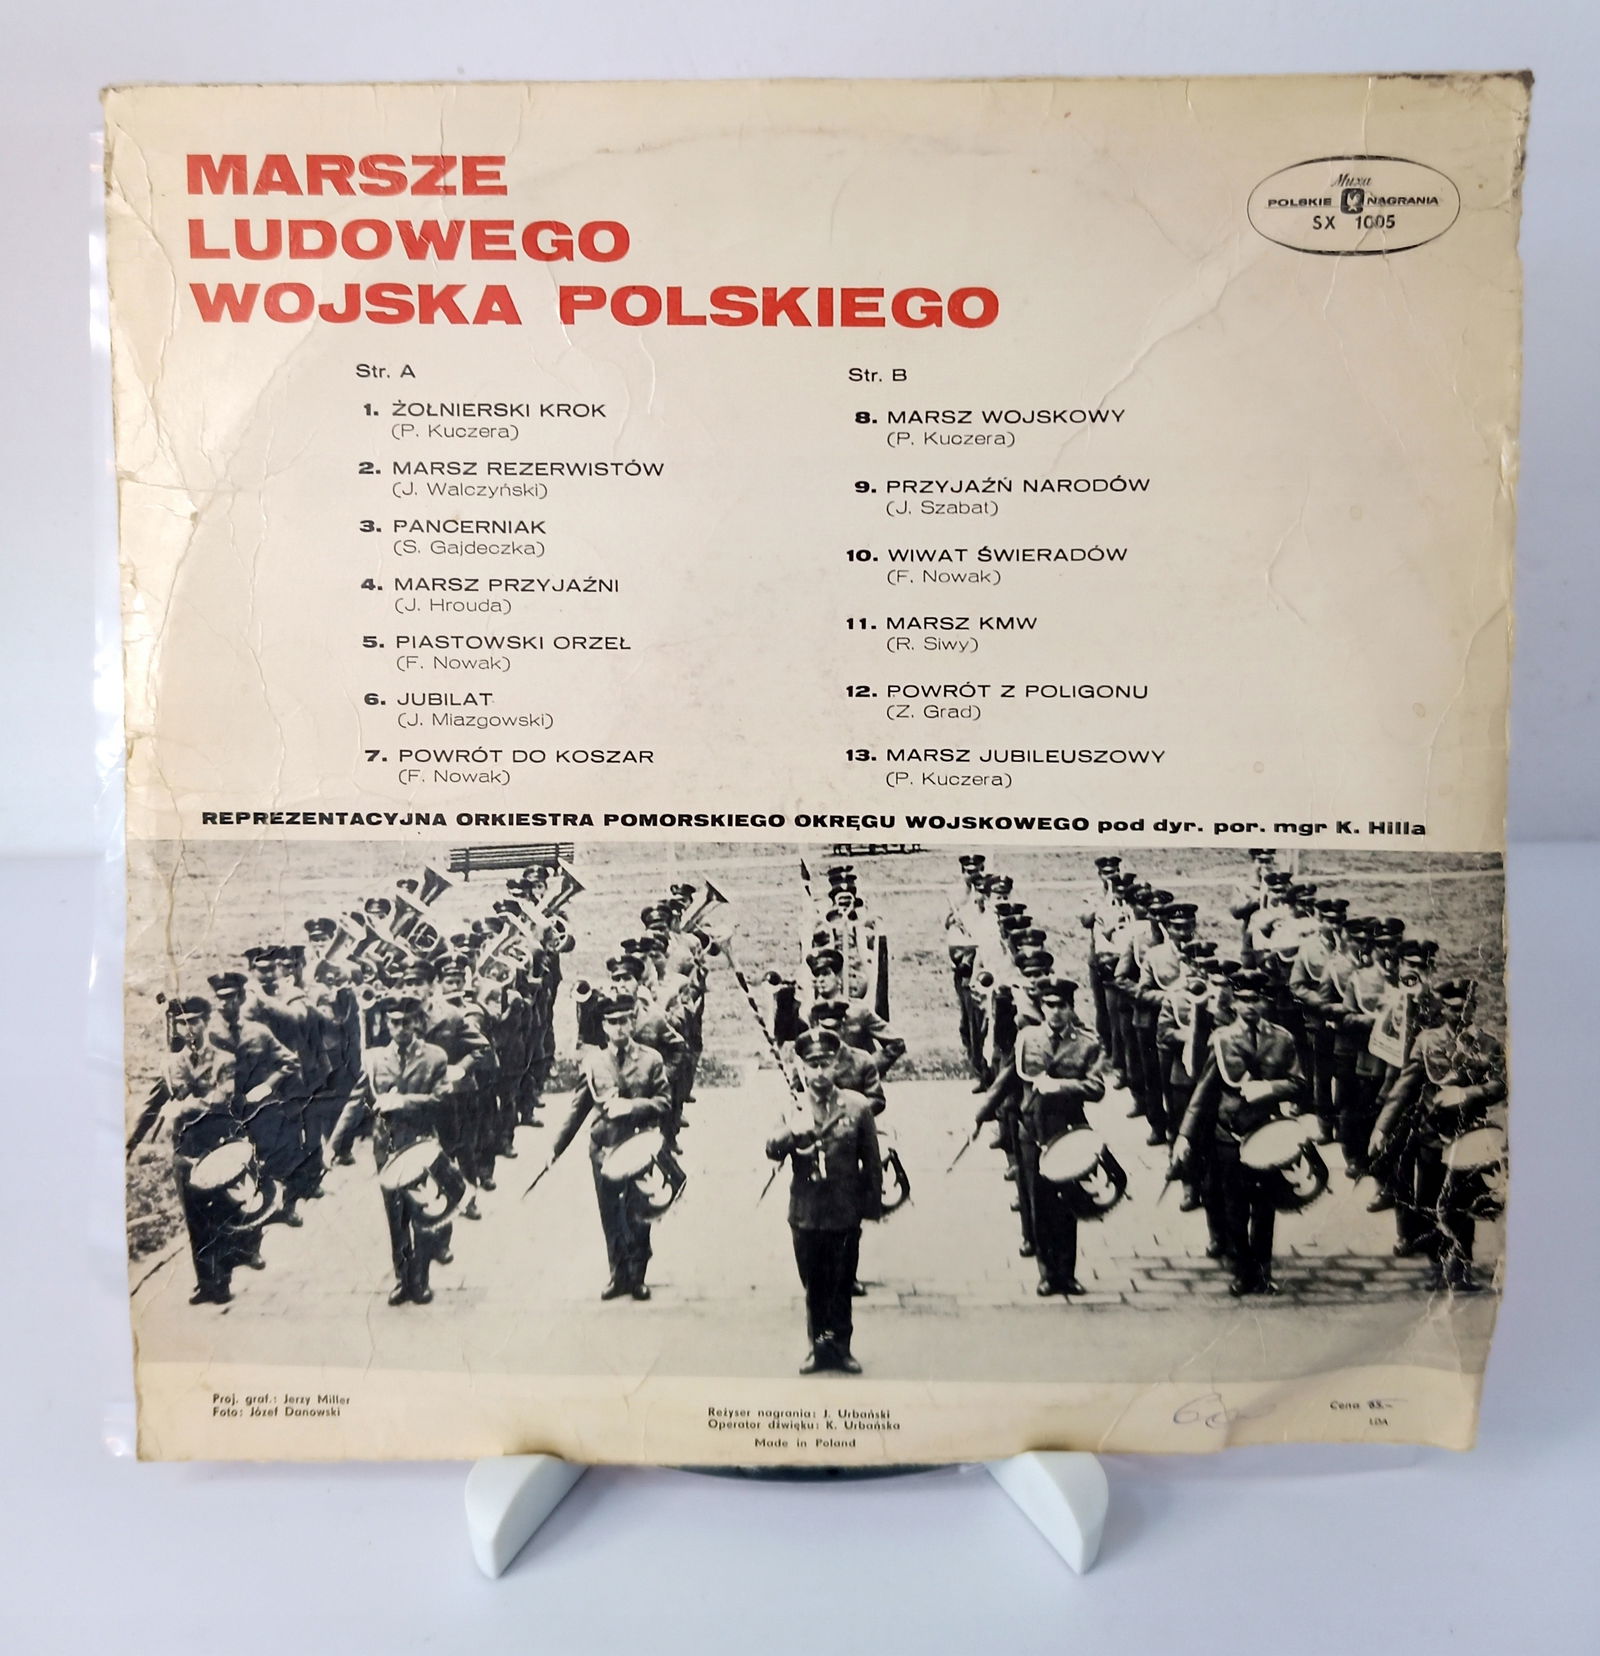 MARSZE
LUDOWEGO
WOJSKA POLSKIEGO
Muza
POLSKIE NAGRANIA
SX 1005
Str. A
1. ŻOŁNIERSKI KROK
(P. Kuczera)
2. MARSZ REZERWISTÓW
(J. Walczyński)
3. PANCERNIAK
(S. Gajdeczka)
4. MARSZ PRZYJAŹNI
(J. Hrouda)
5. PIASTOWSKI ORZEŁ
(F. Nowak)
6. JUBILAT
(J. Miazgowski)
7. POWRÓT DO KOSZAR
(F. Nowak)
Str. B
8. MARSZ WOJSKOWY
(P. Kuczera)
9. PRZYJAŹŃ NARODÓW
(J. Szabat)
10. WIWAT ŚWIERADÓW
(F. Nowak)
11. MARSZ KMW
(R. Siwy)
12. POWRÓT Z POLIGONU
(Z. Grad)
13. MARSZ JUBILEUSZOWY
(P. Kuczera)
REPREZENTACYJNA ORKIESTRA POMORSKIEGO OKRĘGU WOJSKOWEGO pod dyr. por. mgr K. Hilla
Proj. graf.: Jerzy Miller
Foto: Józef Danowski
Reżyser nagrania: J. Urbański
Operator dźwięku: K. Urbańska
Made in Poland
Cena
LDA